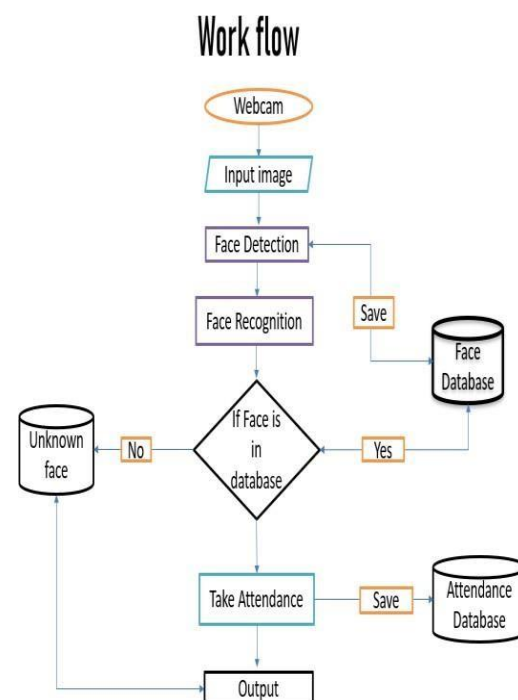 Work flow
Webcam
Input image
Face Detection
Face Recognition
Save
Face
Database
If Face is
in
database
Unknown
face
No
Yes
Take Attendance
Save
Attendance
Database
Output